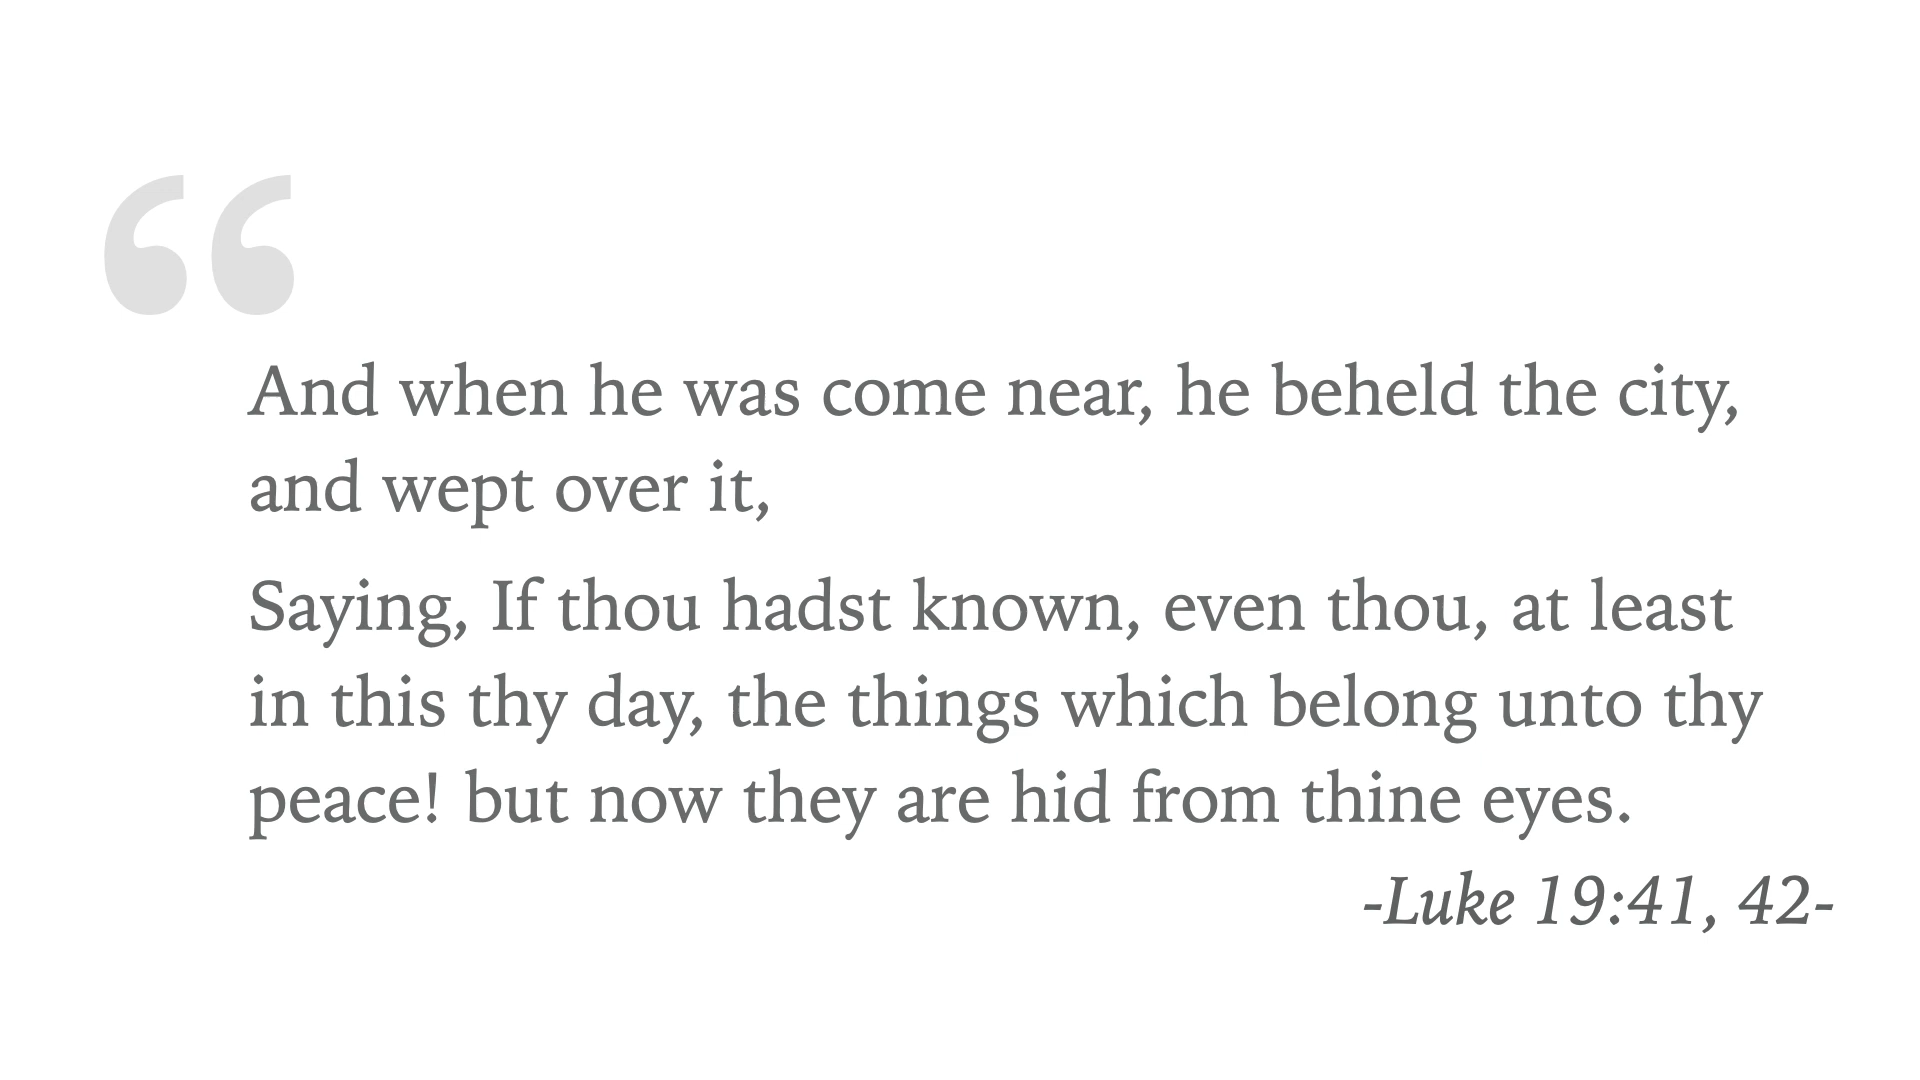 “
And when he was come near, he beheld the city,
and wept over it,
Saying, If thou hadst known, even thou, at least
in this thy day, the things which belong unto thy
peace! but now they are hid from thine eyes.
-Luke 19:41, 42-